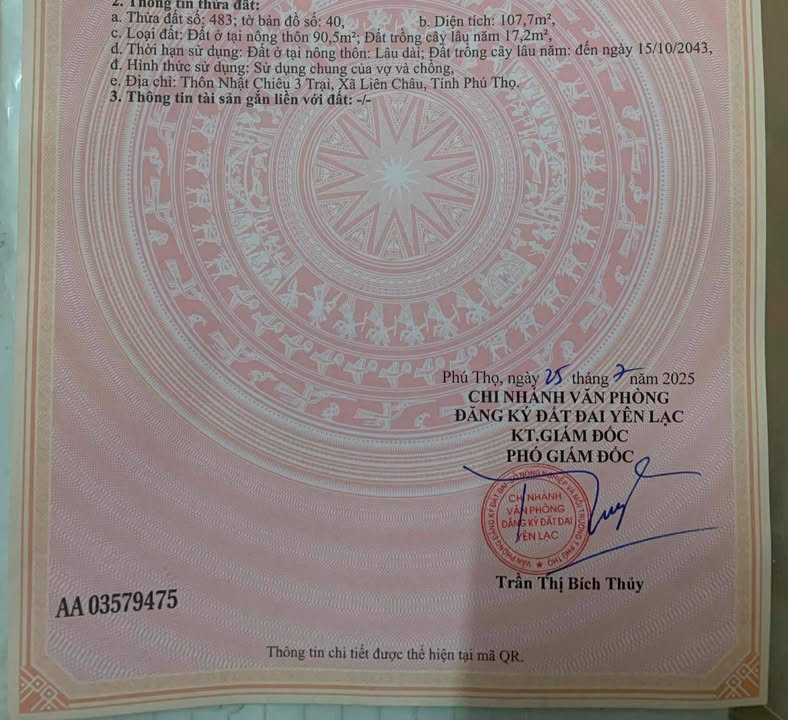 2. Thông tin thửa đất:
a. Thửa đất số: 483; tờ bản đồ số: 40, b. Diện tích: 107,7m²,
c. Loại đất: Đất ở tại nông thôn 90,5m²; Đất trồng cây lâu năm 17,2m²,
d. Thời hạn sử dụng: Đất ở tại nông thôn: Lâu dài; Đất trồng cây lâu năm: đến ngày 15/10/2043,
đ. Hình thức sử dụng: Sử dụng chung của vợ và chồng,
e. Địa chỉ: Thôn Nhật Chiêu 3 Trại, Xã Liên Châu, Tỉnh Phú Thọ.
3. Thông tin tài sản gắn liền với đất: -/-
Phú Thọ, ngày 25 tháng 7 năm 2025
CHI NHÁNH VĂN PHÒNG
ĐĂNG KÝ ĐẤT ĐAI YÊN LẠC
KT.GIÁM ĐỐC
PHÓ GIÁM ĐỐC
CHI NHÁNH
VĂN PHÒNG
ĐĂNG KÝ ĐẤT ĐAI
YÊN LẠC
Trần Thị Bích Thủy
AA 03579475
Thông tin chi tiết được thể hiện tại mã QR.